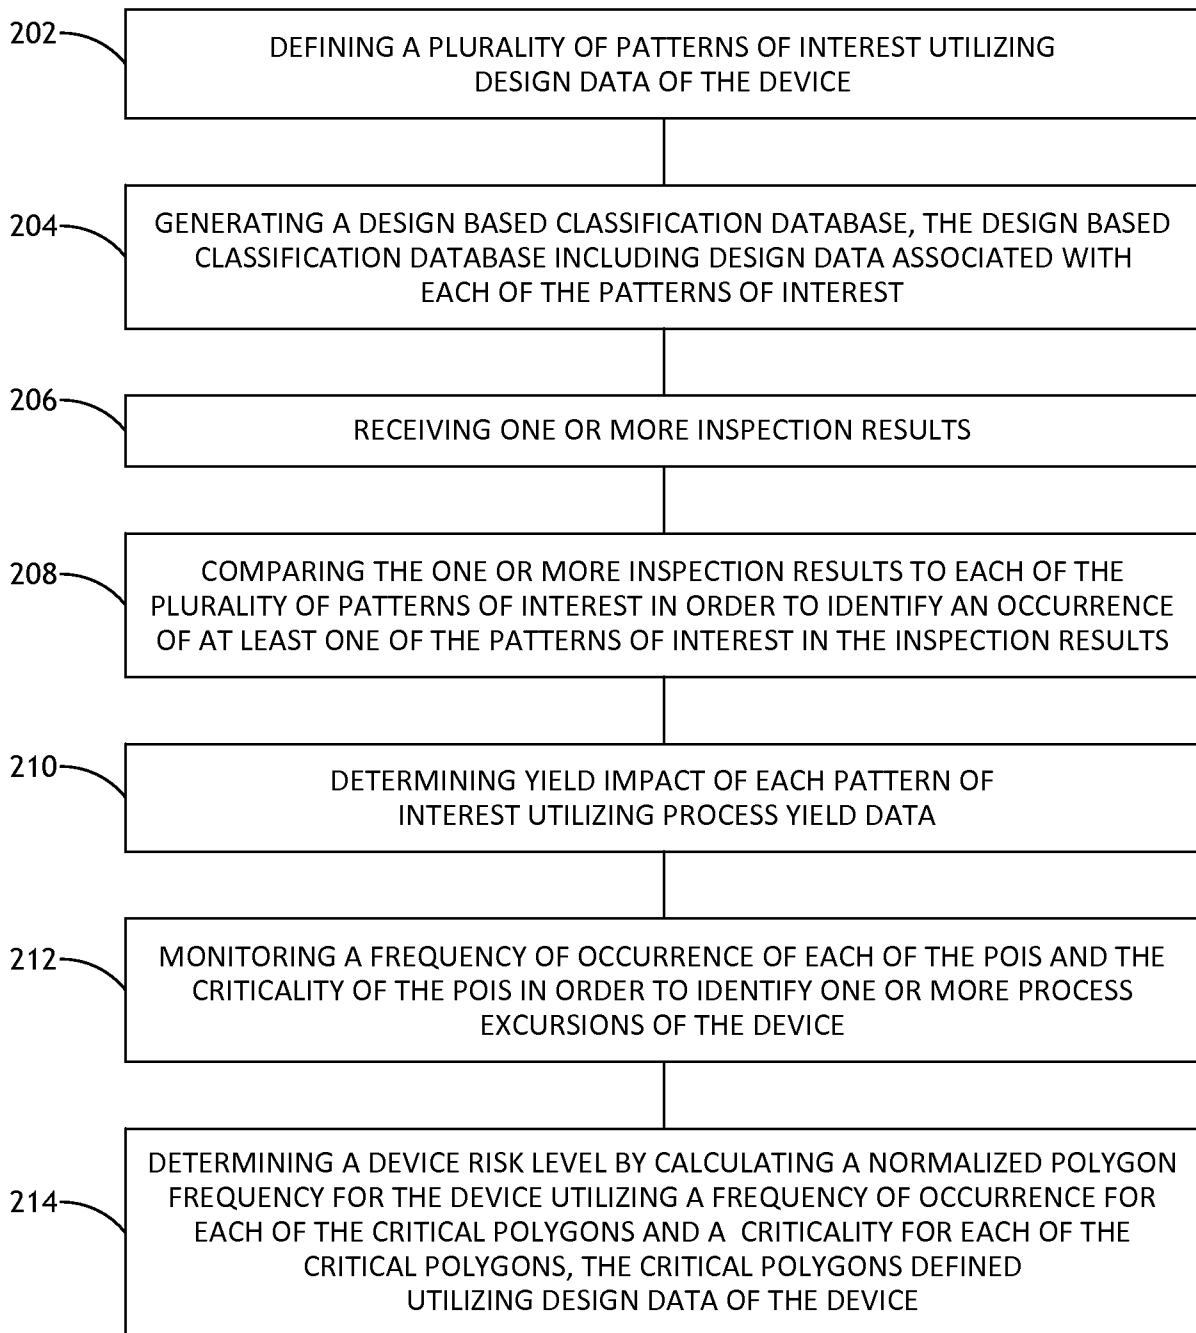 202
DEFINING A PLURALITY OF PATTERNS OF INTEREST UTILIZING
DESIGN DATA OF THE DEVICE
204
GENERATING A DESIGN BASED CLASSIFICATION DATABASE, THE DESIGN BASED
CLASSIFICATION DATABASE INCLUDING DESIGN DATA ASSOCIATED WITH
EACH OF THE PATTERNS OF INTEREST
206
RECEIVING ONE OR MORE INSPECTION RESULTS
208
COMPARING THE ONE OR MORE INSPECTION RESULTS TO EACH OF THE
PLURALITY OF PATTERNS OF INTEREST IN ORDER TO IDENTIFY AN OCCURRENCE
OF AT LEAST ONE OF THE PATTERNS OF INTEREST IN THE INSPECTION RESULTS
210
DETERMINING YIELD IMPACT OF EACH PATTERN OF
INTEREST UTILIZING PROCESS YIELD DATA
212
MONITORING A FREQUENCY OF OCCURRENCE OF EACH OF THE POIS AND THE
CRITICALITY OF THE POIS IN ORDER TO IDENTIFY ONE OR MORE PROCESS
EXCURSIONS OF THE DEVICE
214
DETERMINING A DEVICE RISK LEVEL BY CALCULATING A NORMALIZED POLYGON
FREQUENCY FOR THE DEVICE UTILIZING A FREQUENCY OF OCCURRENCE FOR
EACH OF THE CRITICAL POLYGONS AND A CRITICALITY FOR EACH OF THE
CRITICAL POLYGONS, THE CRITICAL POLYGONS DEFINED
UTILIZING DESIGN DATA OF THE DEVICE